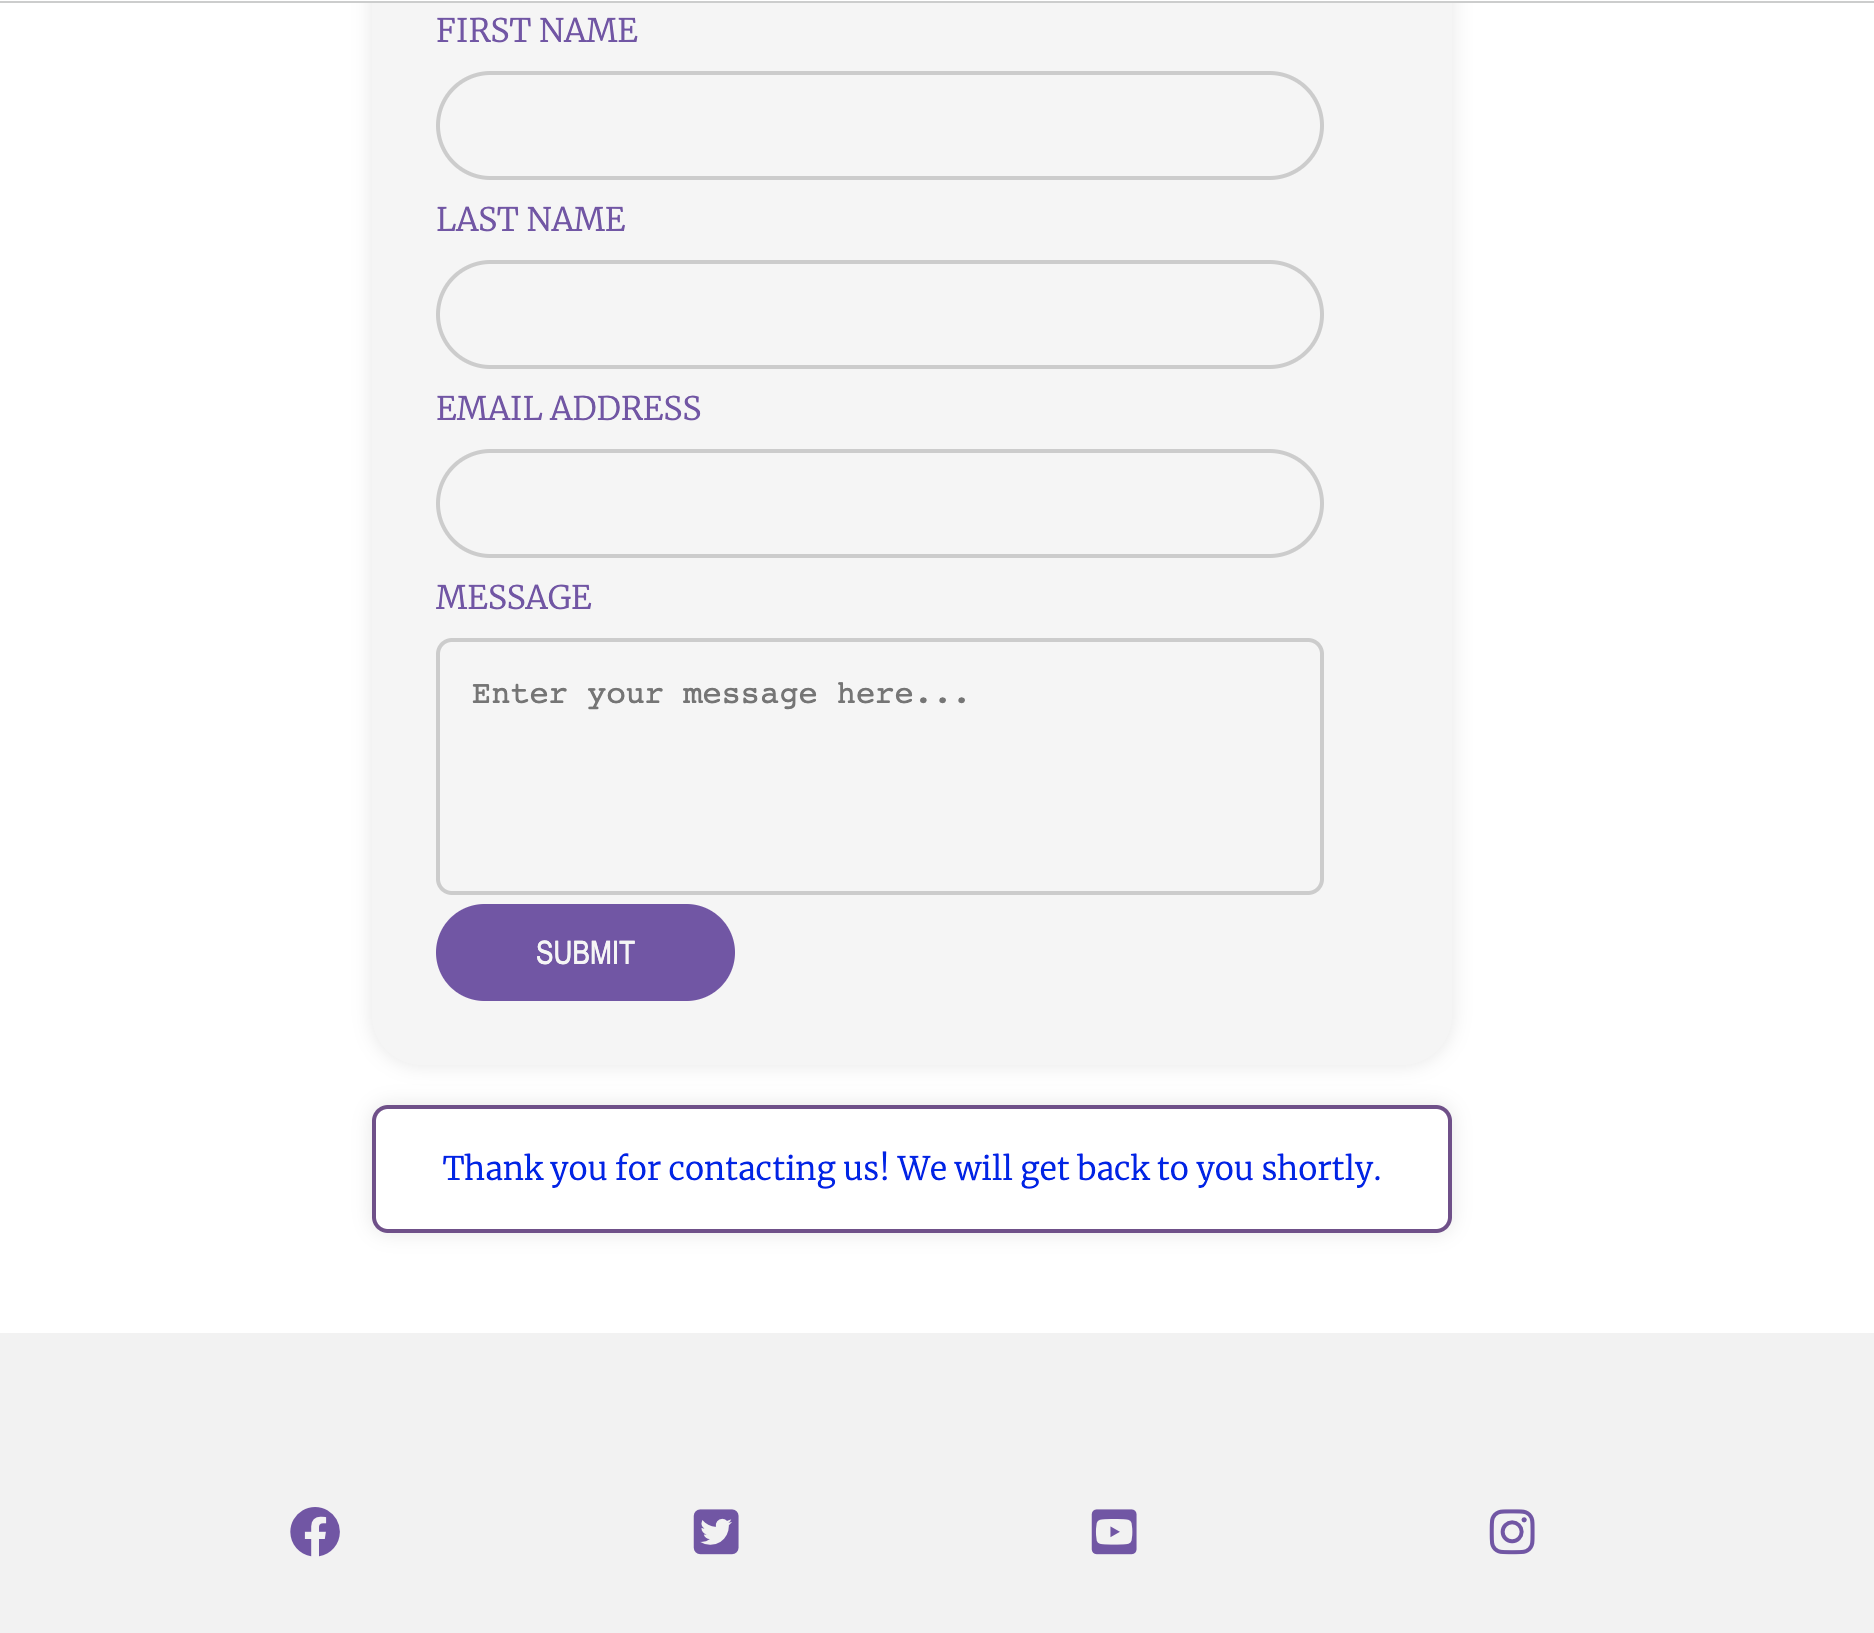 FIRST NAME
LAST NAME
EMAIL ADDRESS
MESSAGE
Enter your message here...
SUBMIT
Thank you for contacting us! We will get back to you shortly.